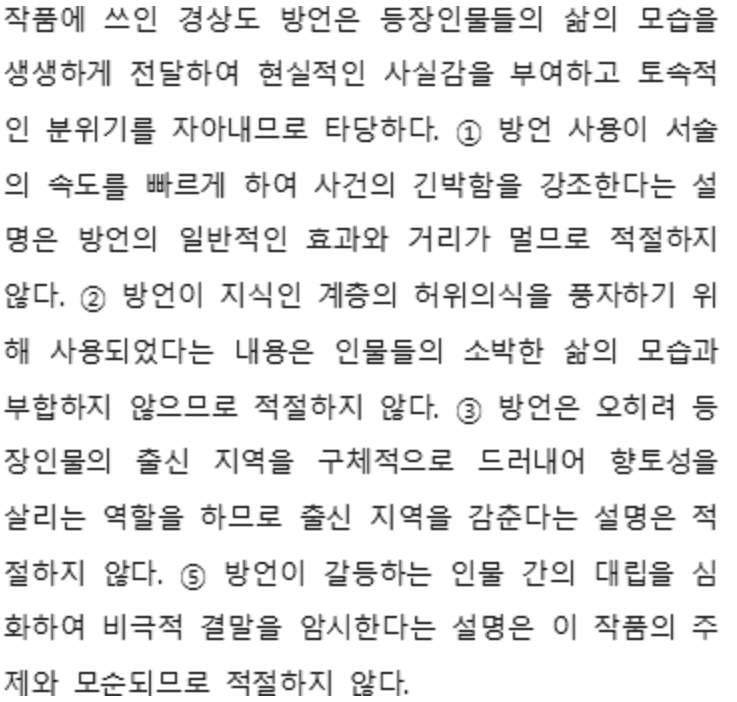 작품에 쓰인 경상도 방언은 등장인물들의 삶의 모습을
생생하게 전달하여 현실적인 사실감을 부여하고 토속적
인 분위기를 자아내므로 타당하다. ① 방언 사용이 서술
의 속도를 빠르게 하여 사건의 긴박함을 강조한다는 설
명은 방언의 일반적인 효과와 거리가 멀므로 적절하지
않다. ② 방언이 지식인 계층의 허위의식을 풍자하기 위
해 사용되었다는 내용은 인물들의 소박한 삶의 모습과
부합하지 않으므로 적절하지 않다. ③ 방언은 오히려 등
장인물의 출신 지역을 구체적으로 드러내어 향토성을
살리는 역할을 하므로 출신 지역을 감춘다는 설명은 적
절하지 않다. ⑤ 방언이 갈등하는 인물 간의 대립을 심
화하여 비극적 결말을 암시한다는 설명은 이 작품의 주
제와 모순되므로 적절하지 않다.